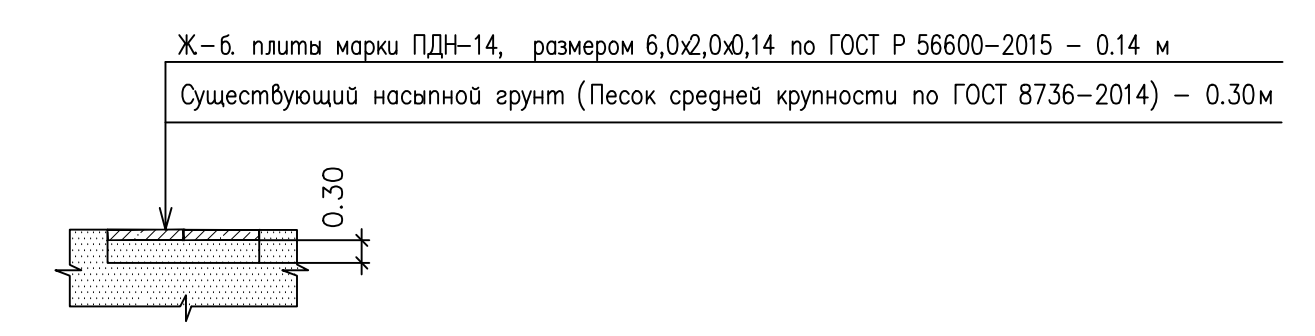 Ж.-б. плиты марки ПДН-14, размером 6,0х2,0х0,14 по ГОСТ Р 56600-2015 - 0.14 м
Существующий насыпной грунт (Песок средней крупности по ГОСТ 8736-2014) - 0.30м
0.30